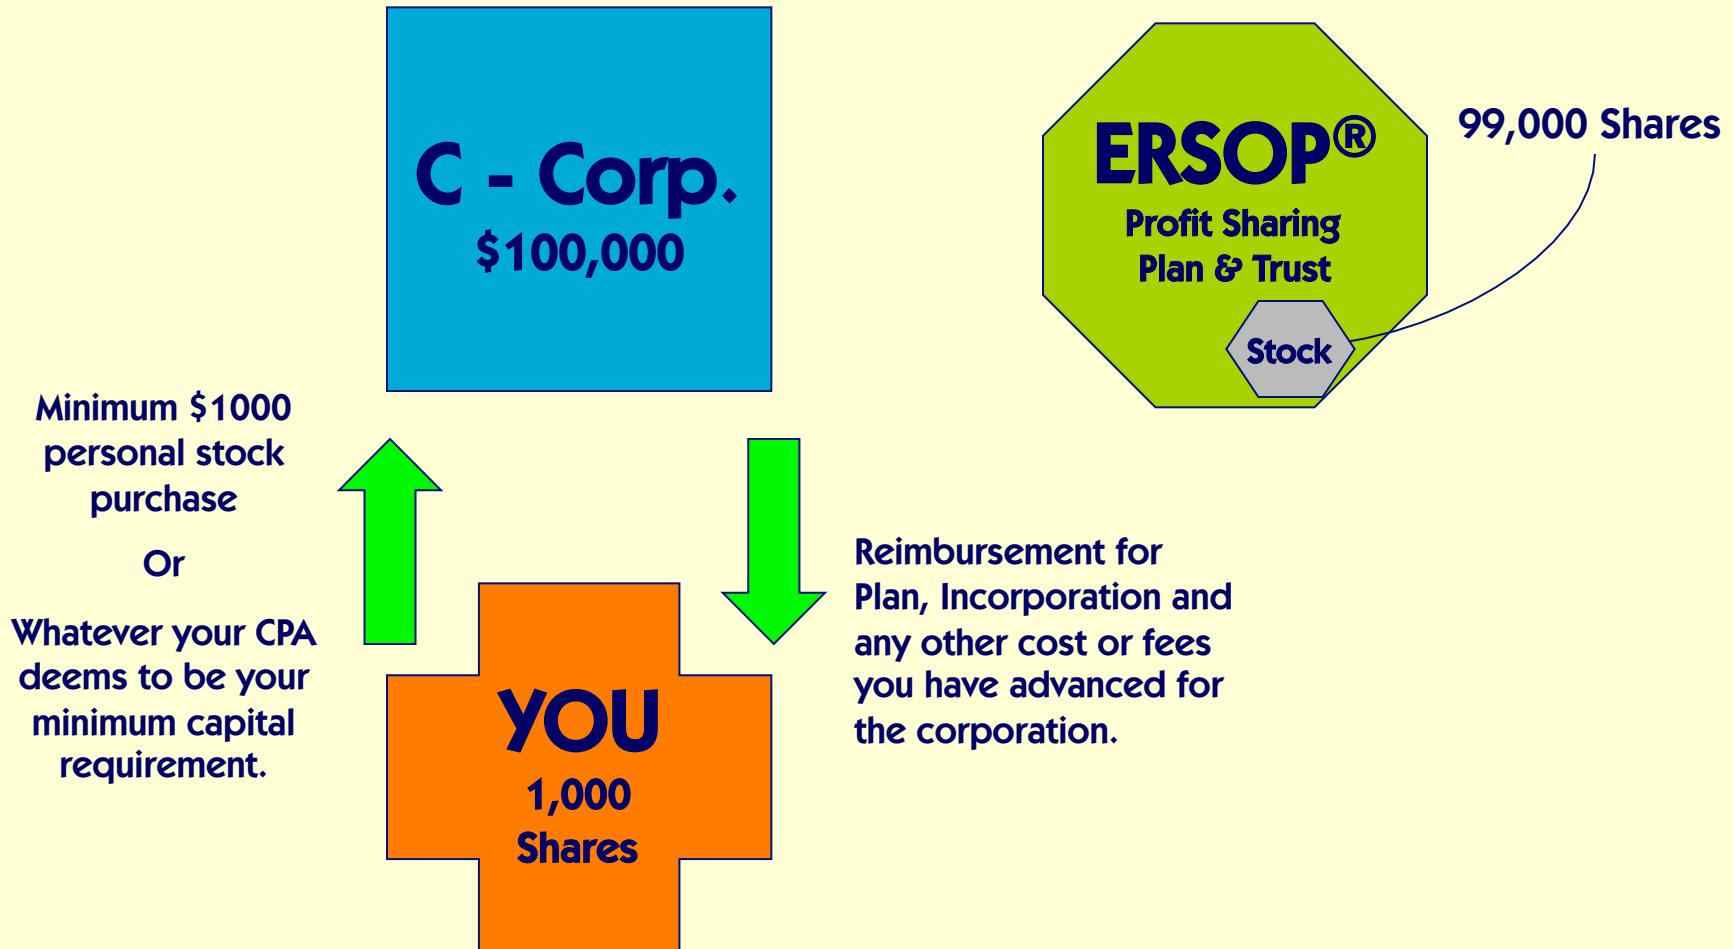 C - Corp.
$100,000
ERSOP®
Profit Sharing
Plan & Trust
Stock
99,000 Shares
Minimum $1000
personal stock
purchase
Or
Whatever your CPA
deems to be your
minimum capital
requirement.
YOU
1,000
Shares
Reimbursement for
Plan, Incorporation and
any other cost or fees
you have advanced for
the corporation.